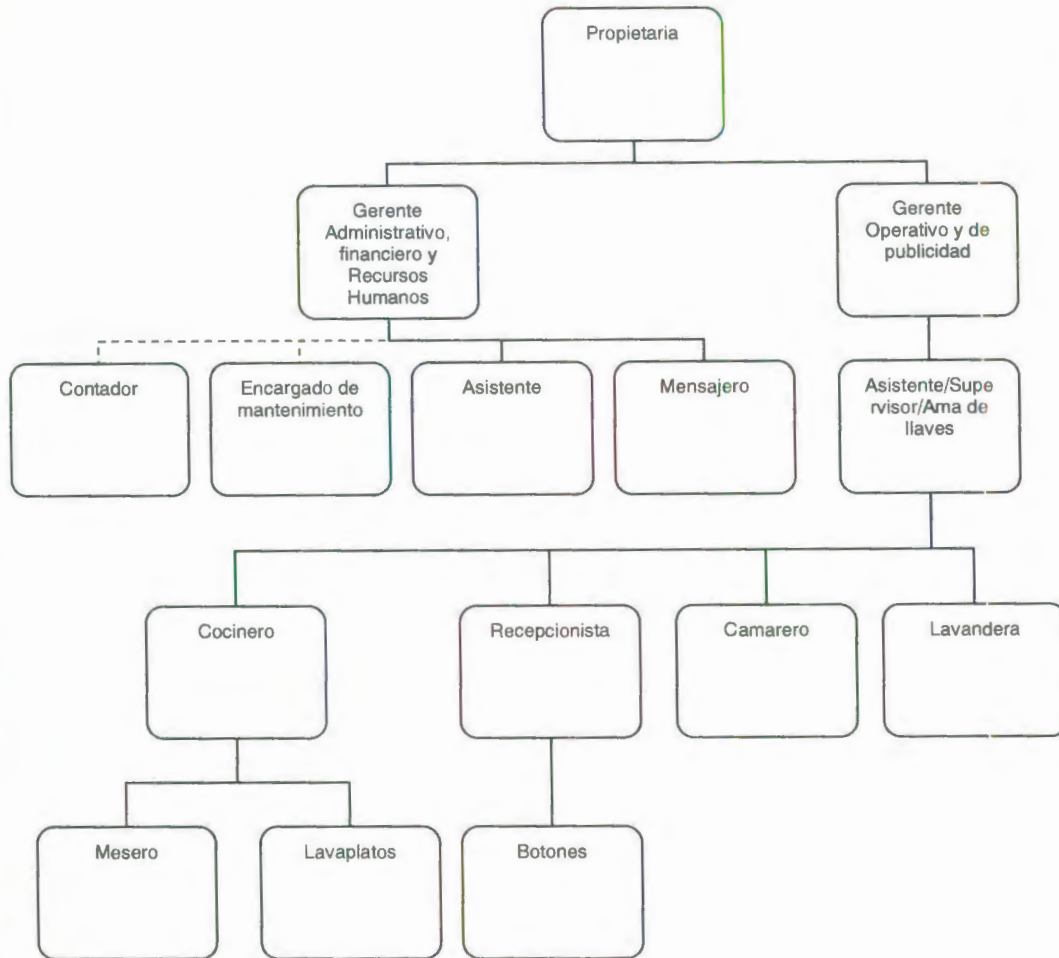 Propietaria
Gerente
Administrativo,
financiero y
Recursos
Humanos
Gerente
Operativo y de
publicidad
Contador
Encargado de
mantenimiento
Asistente
Mensajero
Asistente/Supe
rvisor/Ama de
llaves
Cocinero
Recepcionista
Camarero
Lavandera
Mesero
Lavaplatos
Botones